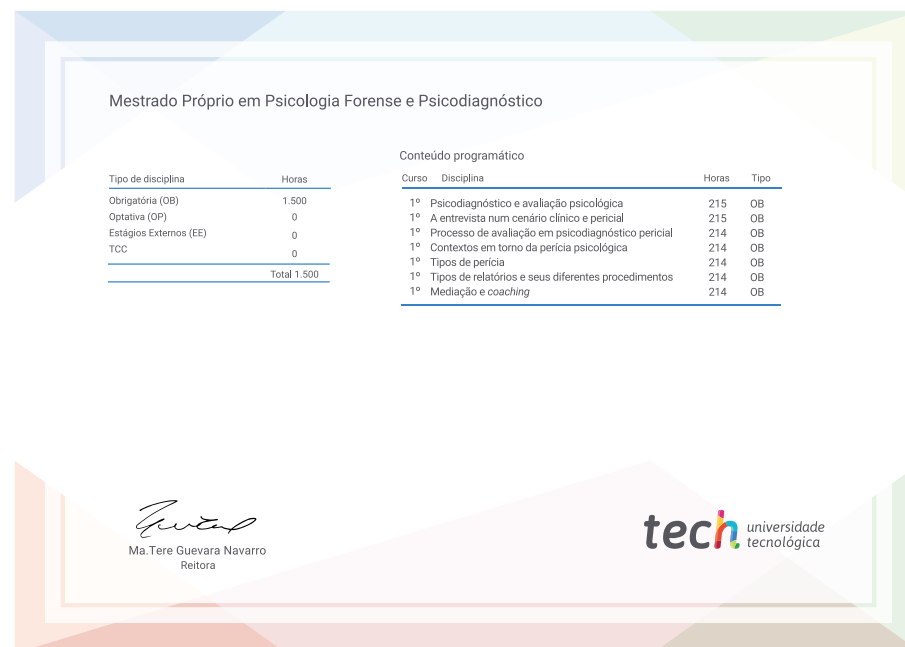 Mestrado Próprio em Psicologia Forense e Psicodiagnóstico
Tipo de disciplina Horas
Obrigatória (OB) 1.500
Optativa (OP) 0
Estágios Externos (EE) 0
TCC 0
Total 1.500
Conteúdo programático
Curso Disciplina Horas Tipo
1º Psicodiagnóstico e avaliação psicológica 215 OB
1º A entrevista num cenário clínico e pericial 215 OB
1º Processo de avaliação em psicodiagnóstico pericial 214 OB
1º Contextos em torno da perícia psicológica 214 OB
1º Tipos de perícia 214 OB
1º Tipos de relatórios e seus diferentes procedimentos 214 OB
1º Mediação e coaching 214 OB
Ma.Tere Guevara Navarro
Reitora
tech universidade
tecnológica